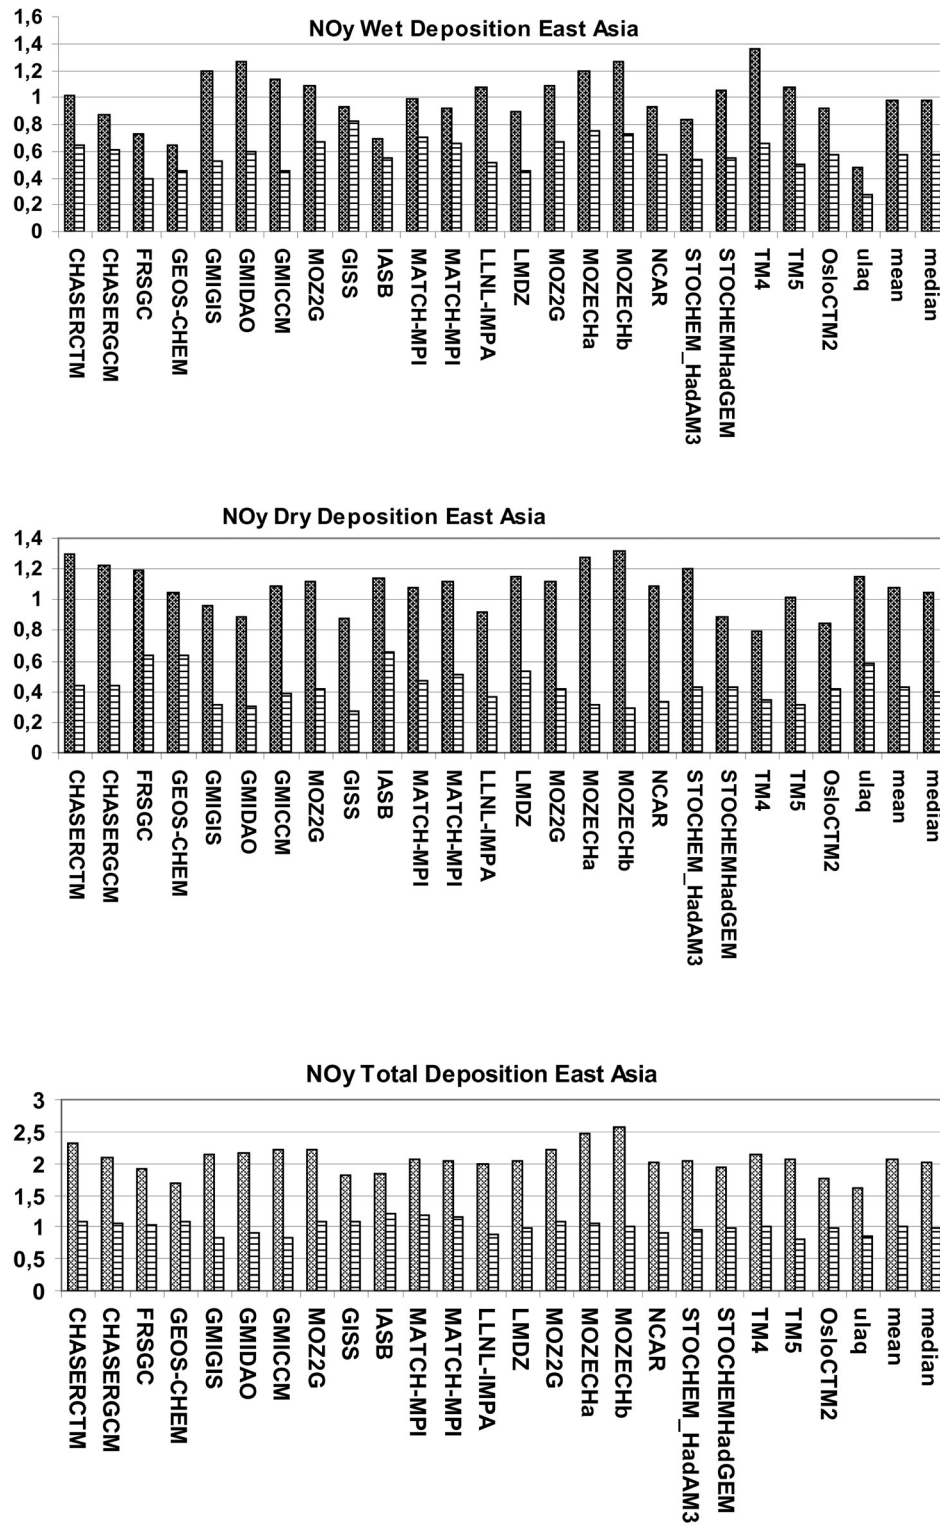 NOy Wet Deposition East Asia
1,6
1,4
1,2
1
0,8
0,6
0,4
0,2
0
CHASERCTM
CHASERGCM
FRSGC
GEOS-CHEM
GMIGIS
GMIDAO
GMICCM
MOZ2G
GISS
IASB
MATCH-MPI
MATCH-MPI
LLNL-IMPA
LMDZ
MOZ2G
MOZECHa
MOZECHb
NCAR
STOCHEM_HadAM3
STOCHEMHadGEM
TM4
TM5
OsloCTM2
ulaq
mean
median
NOy Dry Deposition East Asia
1,4
1,2
1
0,8
0,6
0,4
0,2
0
CHASERCTM
CHASERGCM
FRSGC
GEOS-CHEM
GMIGIS
GMIDAO
GMICCM
MOZ2G
GISS
IASB
MATCH-MPI
MATCH-MPI
LLNL-IMPA
LMDZ
MOZ2G
MOZECHa
MOZECHb
NCAR
STOCHEM_HadAM3
STOCHEMHadGEM
TM4
TM5
OsloCTM2
ulaq
mean
median
NOy Total Deposition East Asia
3
2,5
2
1,5
1
0,5
0
CHASERCTM
CHASERGCM
FRSGC
GEOS-CHEM
GMIGIS
GMIDAO
GMICCM
MOZ2G
GISS
IASB
MATCH-MPI
MATCH-MPI
LLNL-IMPA
LMDZ
MOZ2G
MOZECHa
MOZECHb
NCAR
STOCHEM_HadAM3
STOCHEMHadGEM
TM4
TM5
OsloCTM2
ulaq
mean
median